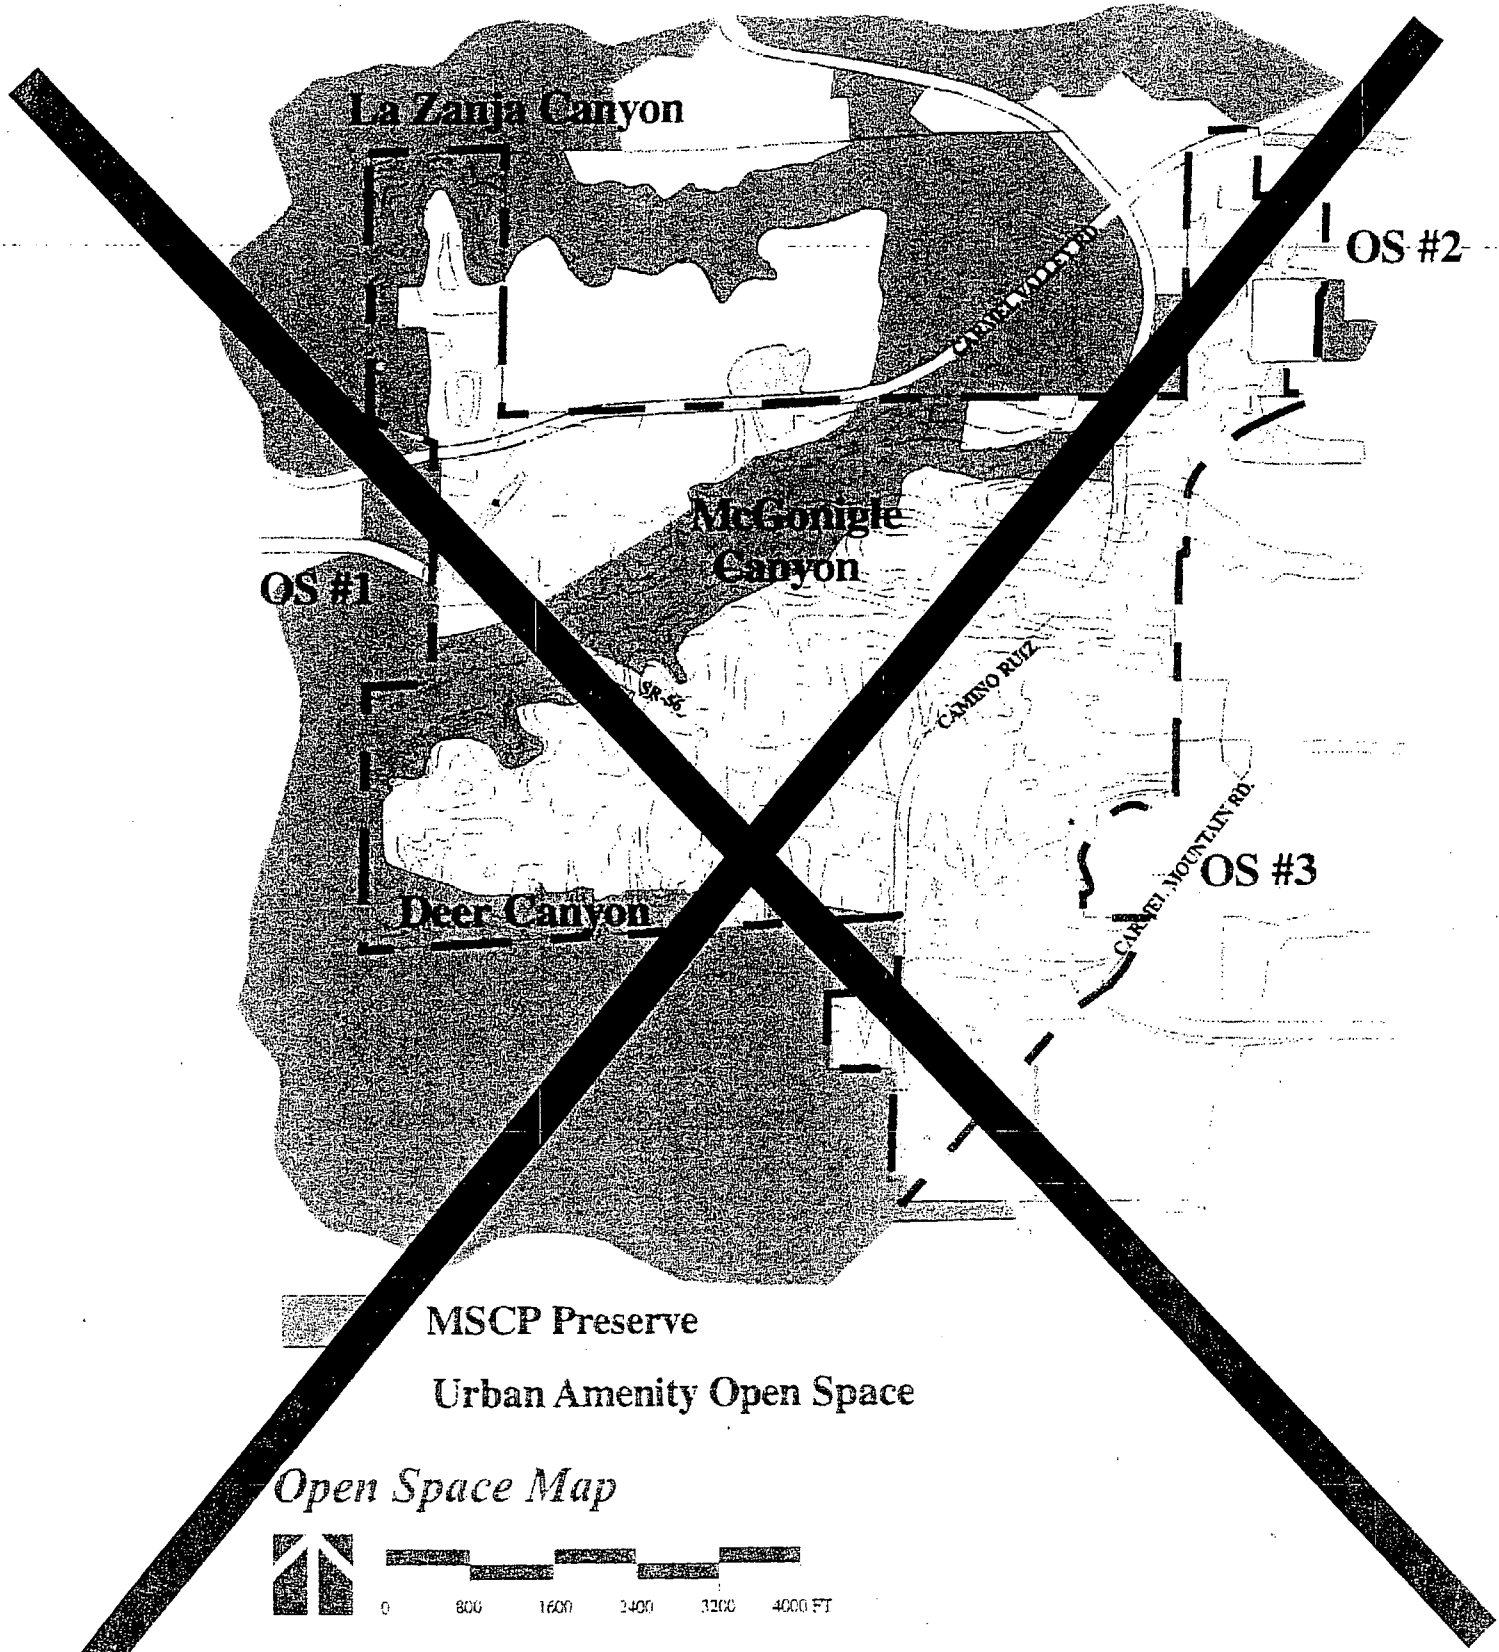 La Zanja Canyon
OS #2
CARMEL VALLEY RD
McGonigle
Canyon
OS #1
SR-56
CAMINO RUIZ
CARMEL MOUNTAIN RD.
OS #3
Deer Canyon
MSCP Preserve
Urban Amenity Open Space
Open Space Map
0 800 1600 2400 3200 4000 FT